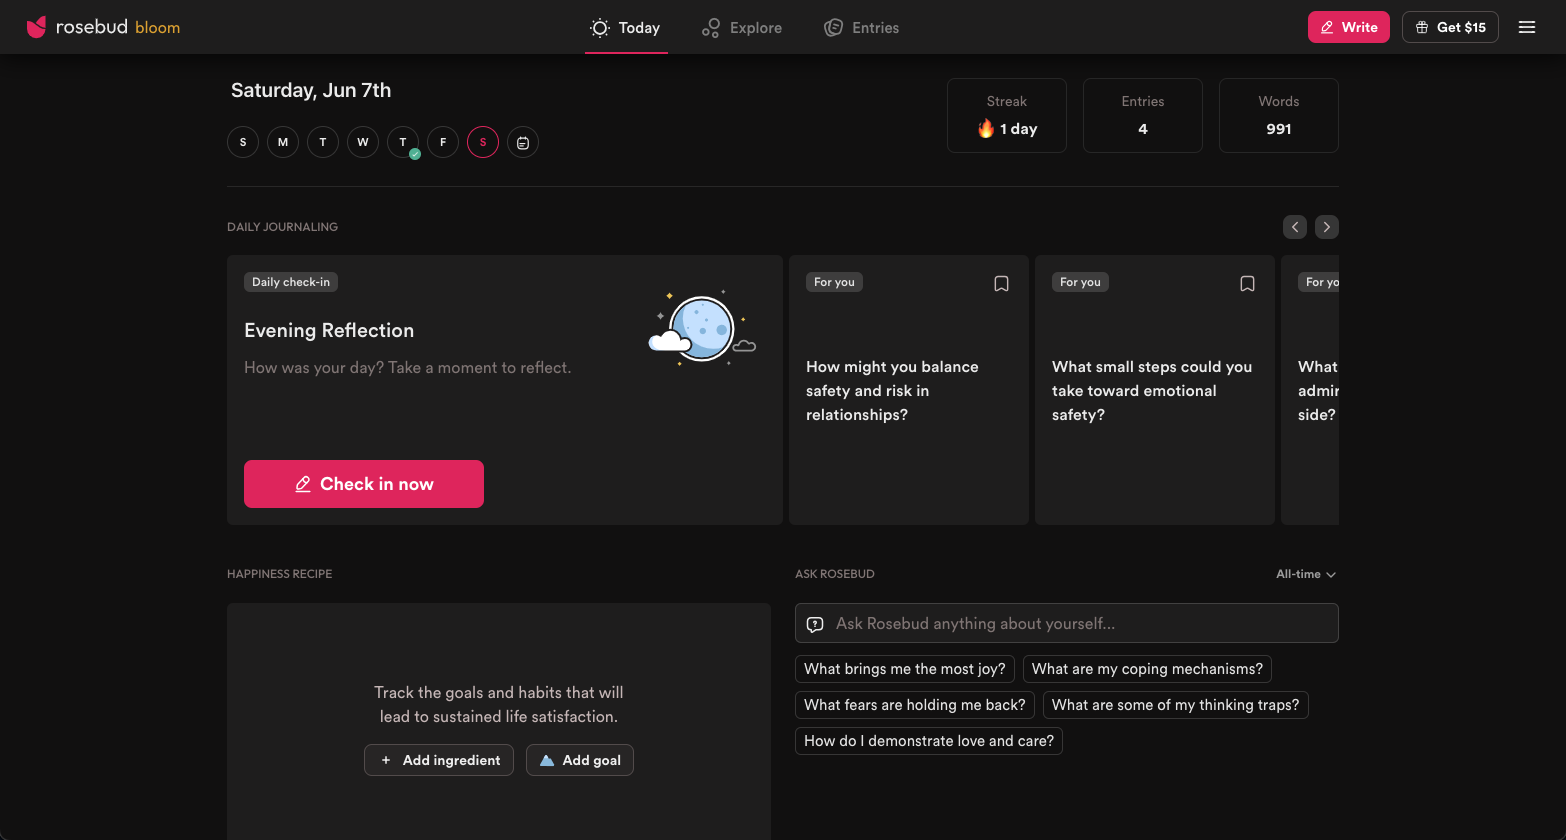 rosebud bloom
Today
Explore
Entries
Write
Get $15
Saturday, Jun 7th
S M T W T F S
Streak
🔥 1 day
Entries
4
Words
991
DAILY JOURNALING
Daily check-in
Evening Reflection
How was your day? Take a moment to reflect.
Check in now
For you
How might you balance
safety and risk in
relationships?
For you
What small steps could you
take toward emotional
safety?
For yo
What
admir
side?
HAPPINESS RECIPE
Track the goals and habits that will
lead to sustained life satisfaction.
+ Add ingredient
Add goal
ASK ROSEBUD
All-time
Ask Rosebud anything about yourself...
What brings me the most joy?
What are my coping mechanisms?
What fears are holding me back?
What are some of my thinking traps?
How do I demonstrate love and care?